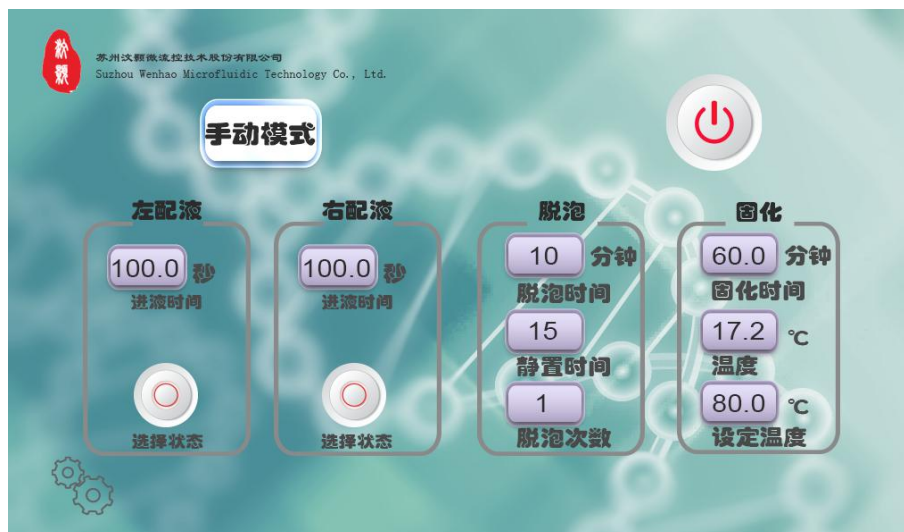 汶颢
苏州汶颢微流控技术股份有限公司
Suzhou Wenhao Microfluidic Technology Co., Ltd.
手动模式
左配液
100.0 秒
进液时间
选择状态
右配液
100.0 秒
进液时间
选择状态
脱泡
10 分钟
脱泡时间
15
静置时间
1
脱泡次数
固化
60.0 分钟
固化时间
17.2 ℃
温度
80.0 ℃
设定温度